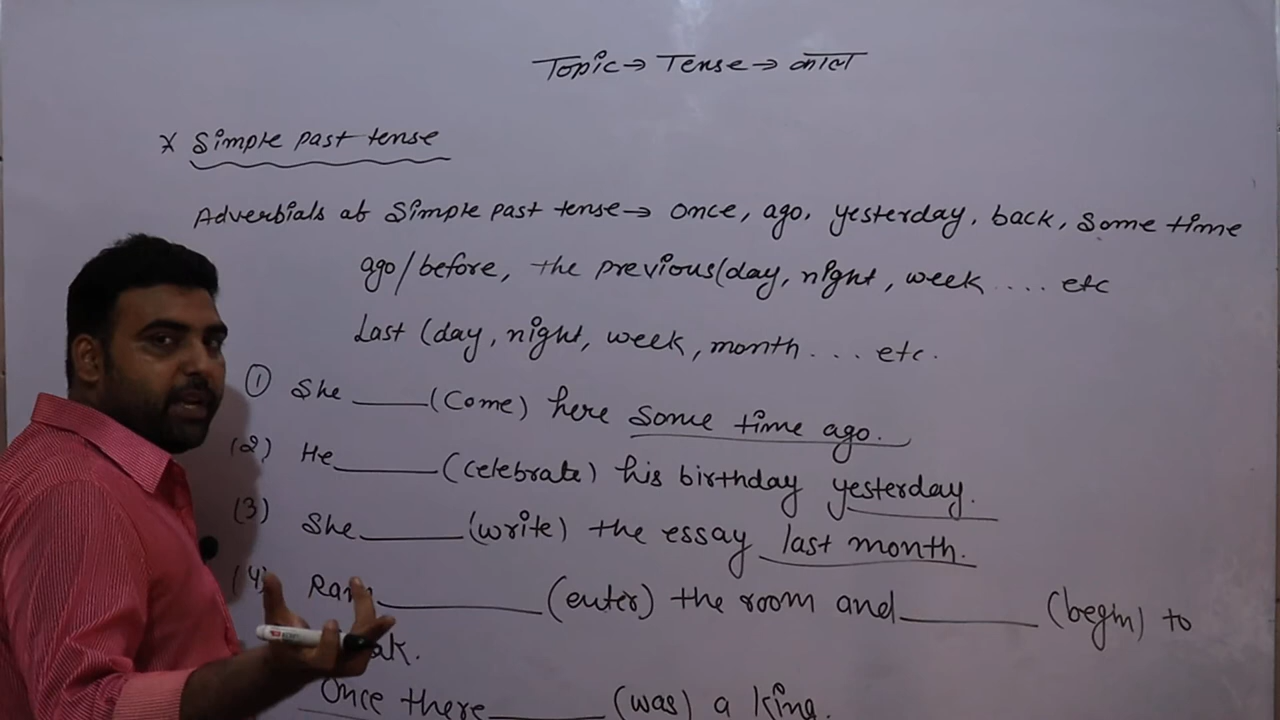 Topic → Tense → काल
* Simple past tense
Adverbials of Simple past tense → once, ago, yesterday, back, some time
ago/before, the previous(day, night, week .... etc
Last (day, night, week, month .... etc.
① She ____(Come) here some time ago.
(2) He______(celebrate) his birthday yesterday.
(3) She______(write) the essay last month.
(4) Ram_________(enter) the room and________(begin) to
Once there______(was) a king.